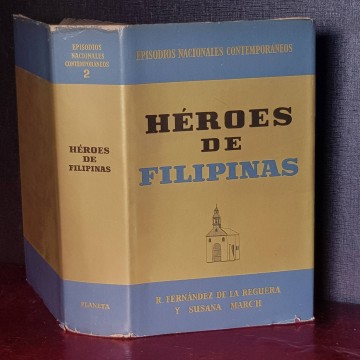 EPISODIOS
NACIONALES
CONTEMPORANEOS
2
HÉROES
DE
FILIPINAS
PLANETA
EPISODIOS NACIONALES CONTEMPORANEOS
HÉROES
DE
FILIPINAS
R. FERNÁNDEZ DE LA REGUERA
Y SUSANA MARCH